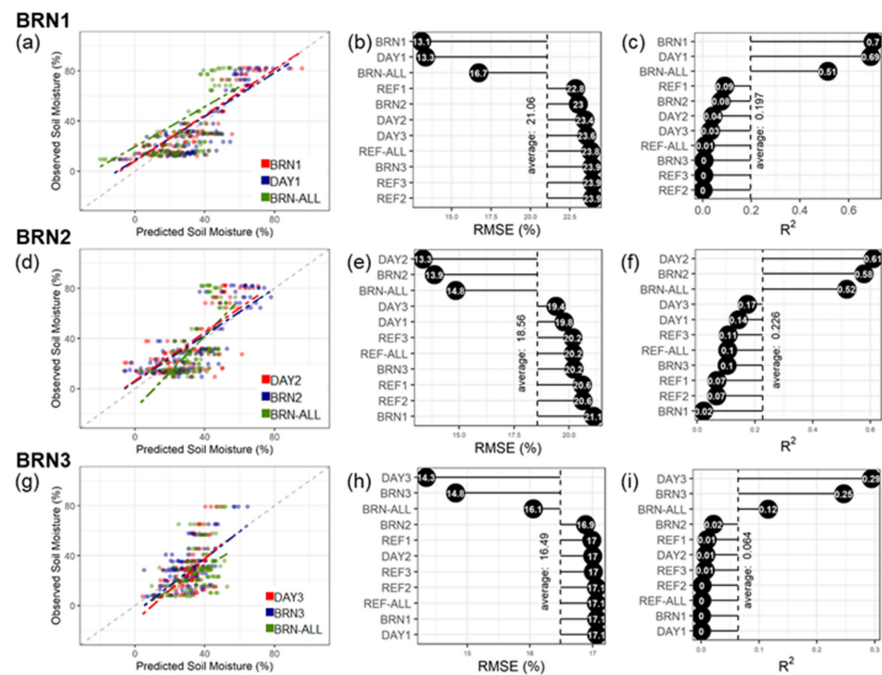 BRN1
(a)
Observed Soil Moisture (%)
80
40
0
0
40
80
Predicted Soil Moisture (%)
BRN1
DAY1
BRN-ALL
(b)
BRN1
DAY1
BRN-ALL
REF1
BRN2
DAY2
DAY3
REF-ALL
BRN3
REF3
REF2
13.1
13.3
16.7
22.8
23
23.4
23.6
23.8
23.9
23.9
23.9
average: 21.06
15.0
17.5
20.0
22.5
RMSE (%)
(c)
BRN1
DAY1
BRN-ALL
REF1
BRN2
DAY2
DAY3
REF-ALL
BRN3
REF3
REF2
0.7
0.69
0.51
0.09
0.08
0.04
0.03
0.01
0
0
0
average: 0.197
0.0
0.2
0.4
0.6
R²
BRN2
(d)
Observed Soil Moisture (%)
80
40
0
0
40
80
Predicted Soil Moisture (%)
DAY2
BRN2
BRN-ALL
(e)
DAY2
BRN2
BRN-ALL
DAY3
DAY1
REF3
REF-ALL
BRN3
REF1
REF2
BRN1
13.3
13.9
14.8
19.4
19.8
20.2
20.2
20.2
20.6
20.6
21.1
average: 18.56
15.0
17.5
20.0
RMSE (%)
(f)
DAY2
BRN2
BRN-ALL
DAY3
DAY1
REF3
REF-ALL
BRN3
REF1
REF2
BRN1
0.61
0.58
0.52
0.17
0.14
0.11
0.1
0.1
0.07
0.07
0.02
average: 0.226
0.0
0.2
0.4
0.6
R²
BRN3
(g)
Observed Soil Moisture (%)
80
40
0
0
40
80
Predicted Soil Moisture (%)
DAY3
BRN3
BRN-ALL
(h)
DAY3
BRN3
BRN-ALL
BRN2
REF1
DAY2
REF3
REF2
REF-ALL
BRN1
DAY1
14.3
14.8
16.1
16.9
17
17
17
17.1
17.1
17.1
17.1
average: 16.49
15
16
17
RMSE (%)
(i)
DAY3
BRN3
BRN-ALL
BRN2
REF1
DAY2
REF3
REF2
REF-ALL
BRN1
DAY1
0.29
0.25
0.12
0.02
0.01
0.01
0.01
0
0
0
0
average: 0.064
0.0
0.1
0.2
0.3
R²